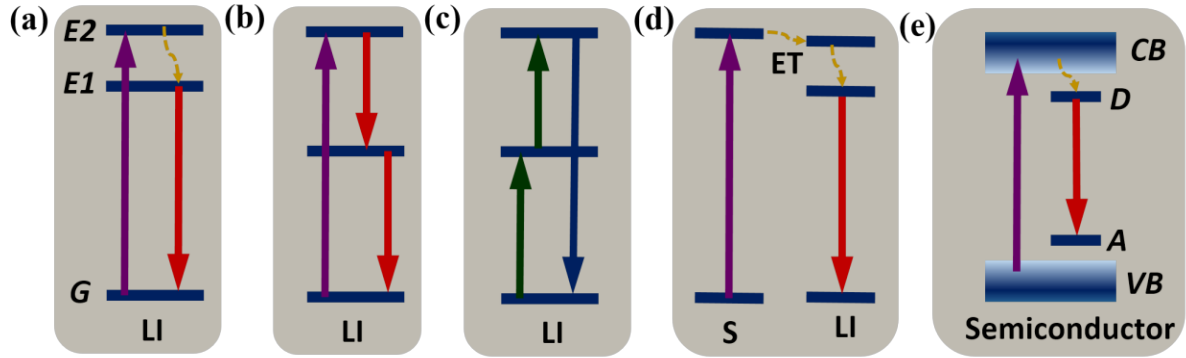 (a)
E2
E1
G
LI
(b)
LI
(c)
LI
(d)
ET
S
LI
(e)
CB
D
A
VB
Semiconductor